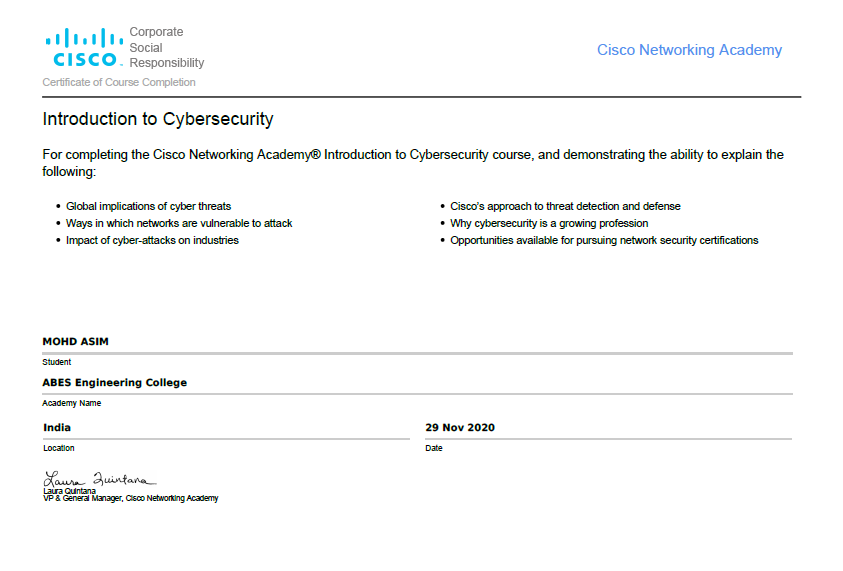 Corporate
Social
Responsibility
CISCO
Cisco Networking Academy
Certificate of Course Completion
Introduction to Cybersecurity
For completing the Cisco Networking Academy® Introduction to Cybersecurity course, and demonstrating the ability to explain the
following:
• Global implications of cyber threats
• Ways in which networks are vulnerable to attack
• Impact of cyber-attacks on industries
• Cisco's approach to threat detection and defense
• Why cybersecurity is a growing profession
• Opportunities available for pursuing network security certifications
MOHD ASIM
Student
ABES Engineering College
Academy Name
India
Location
29 Nov 2020
Date
Laura Quintana
Laura Quintana
VP & General Manager, Cisco Networking Academy